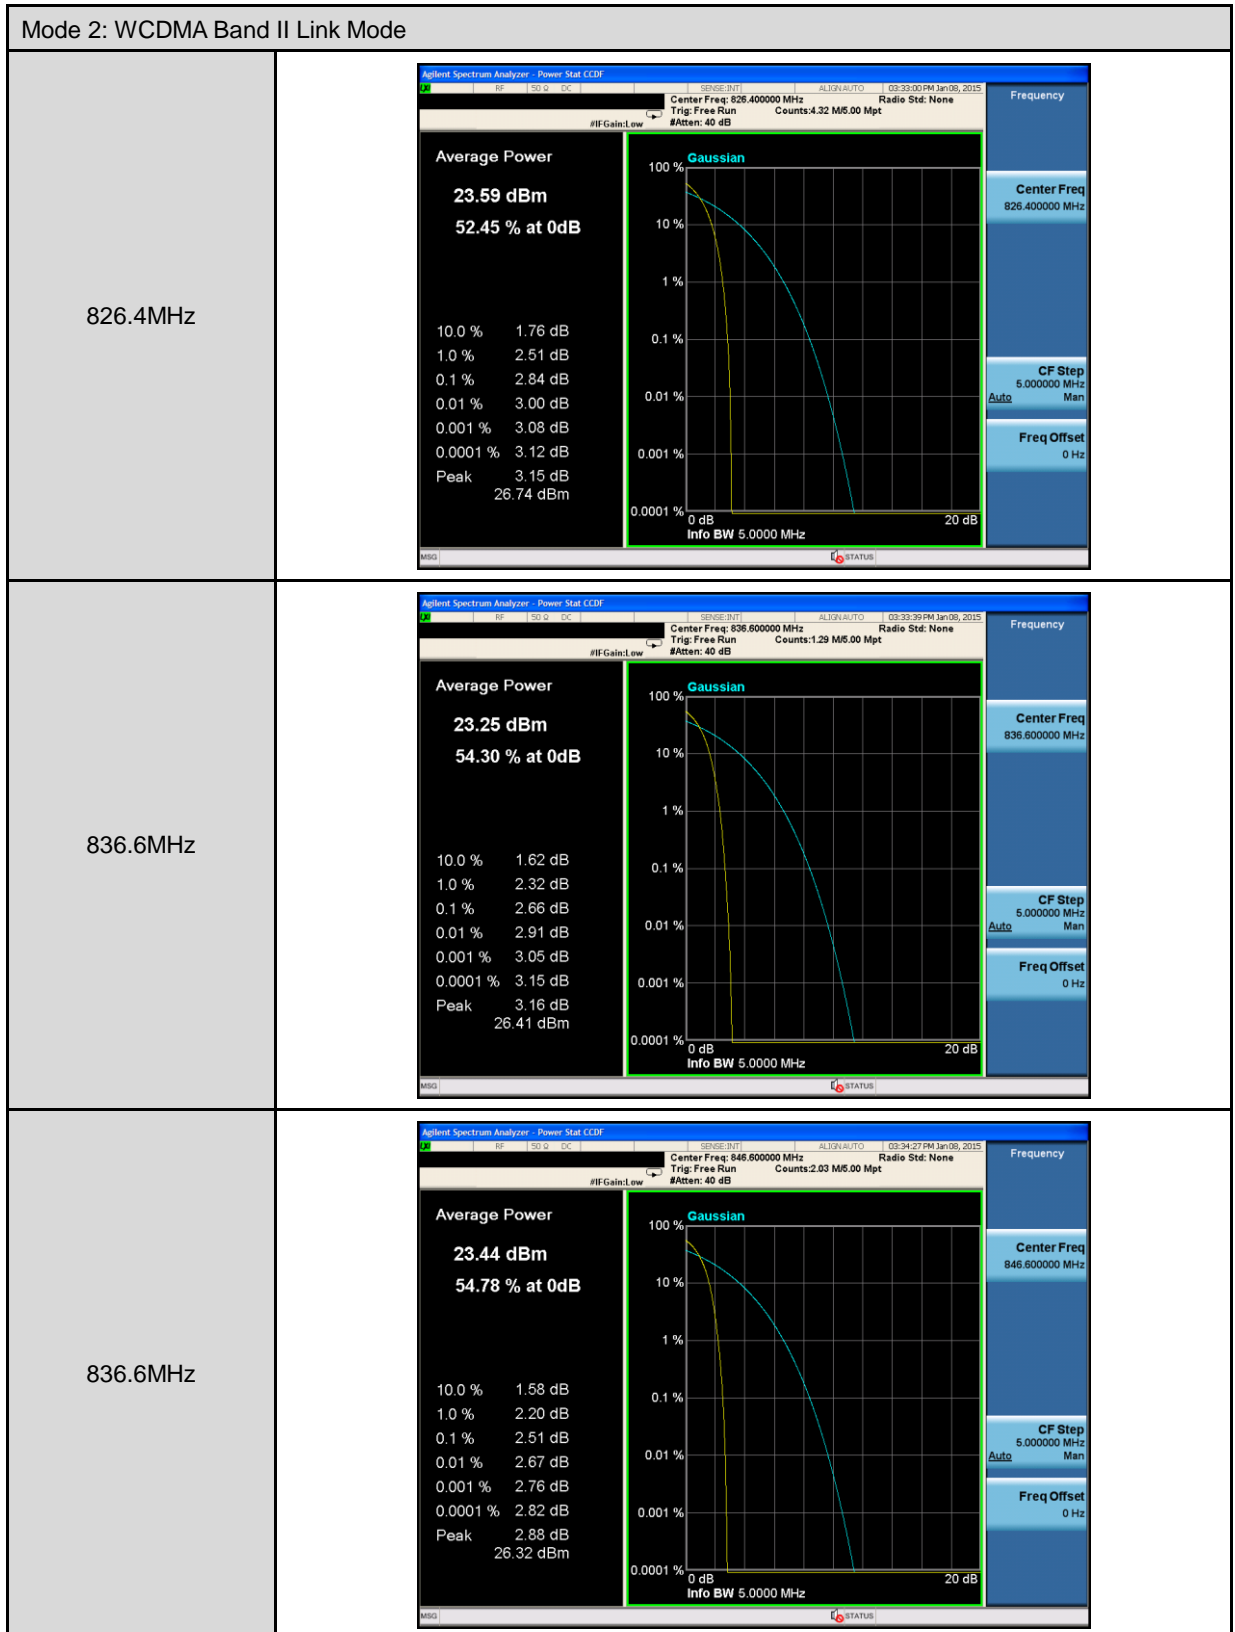 Mode 2: WCDMA Band II Link Mode
826.4MHz
Agilent Spectrum Analyzer - Power Stat CCDF
LXI RF 50 Ω DC SENSE:INT ALIGN AUTO 03:33:00 PM Jan 08, 2015
Center Freq: 826.400000 MHz Radio Std: None
Trig: Free Run Counts:4.32 M/5.00 Mpt
#IFGain:Low #Atten: 40 dB
Frequency
Average Power
23.59 dBm
52.45 % at 0dB
10.0 % 1.76 dB
1.0 % 2.51 dB
0.1 % 2.84 dB
0.01 % 3.00 dB
0.001 % 3.08 dB
0.0001 % 3.12 dB
Peak 3.15 dB
26.74 dBm
Gaussian
100 %
10 %
1 %
0.1 %
0.01 %
0.001 %
0.0001 %
0 dB 20 dB
Info BW 5.0000 MHz
Center Freq
826.400000 MHz
CF Step
5.000000 MHz
Auto Man
Freq Offset
0 Hz
MSG STATUS
836.6MHz
Agilent Spectrum Analyzer - Power Stat CCDF
LXI RF 50 Ω DC SENSE:INT ALIGN AUTO 03:33:39 PM Jan 08, 2015
Center Freq: 836.600000 MHz Radio Std: None
Trig: Free Run Counts:1.29 M/5.00 Mpt
#IFGain:Low #Atten: 40 dB
Frequency
Average Power
23.25 dBm
54.30 % at 0dB
10.0 % 1.62 dB
1.0 % 2.32 dB
0.1 % 2.66 dB
0.01 % 2.91 dB
0.001 % 3.05 dB
0.0001 % 3.15 dB
Peak 3.16 dB
26.41 dBm
Gaussian
100 %
10 %
1 %
0.1 %
0.01 %
0.001 %
0.0001 %
0 dB 20 dB
Info BW 5.0000 MHz
Center Freq
836.600000 MHz
CF Step
5.000000 MHz
Auto Man
Freq Offset
0 Hz
MSG STATUS
836.6MHz
Agilent Spectrum Analyzer - Power Stat CCDF
LXI RF 50 Ω DC SENSE:INT ALIGN AUTO 03:34:27 PM Jan 08, 2015
Center Freq: 846.600000 MHz Radio Std: None
Trig: Free Run Counts:2.03 M/5.00 Mpt
#IFGain:Low #Atten: 40 dB
Frequency
Average Power
23.44 dBm
54.78 % at 0dB
10.0 % 1.58 dB
1.0 % 2.20 dB
0.1 % 2.51 dB
0.01 % 2.67 dB
0.001 % 2.76 dB
0.0001 % 2.82 dB
Peak 2.88 dB
26.32 dBm
Gaussian
100 %
10 %
1 %
0.1 %
0.01 %
0.001 %
0.0001 %
0 dB 20 dB
Info BW 5.0000 MHz
Center Freq
846.600000 MHz
CF Step
5.000000 MHz
Auto Man
Freq Offset
0 Hz
MSG STATUS